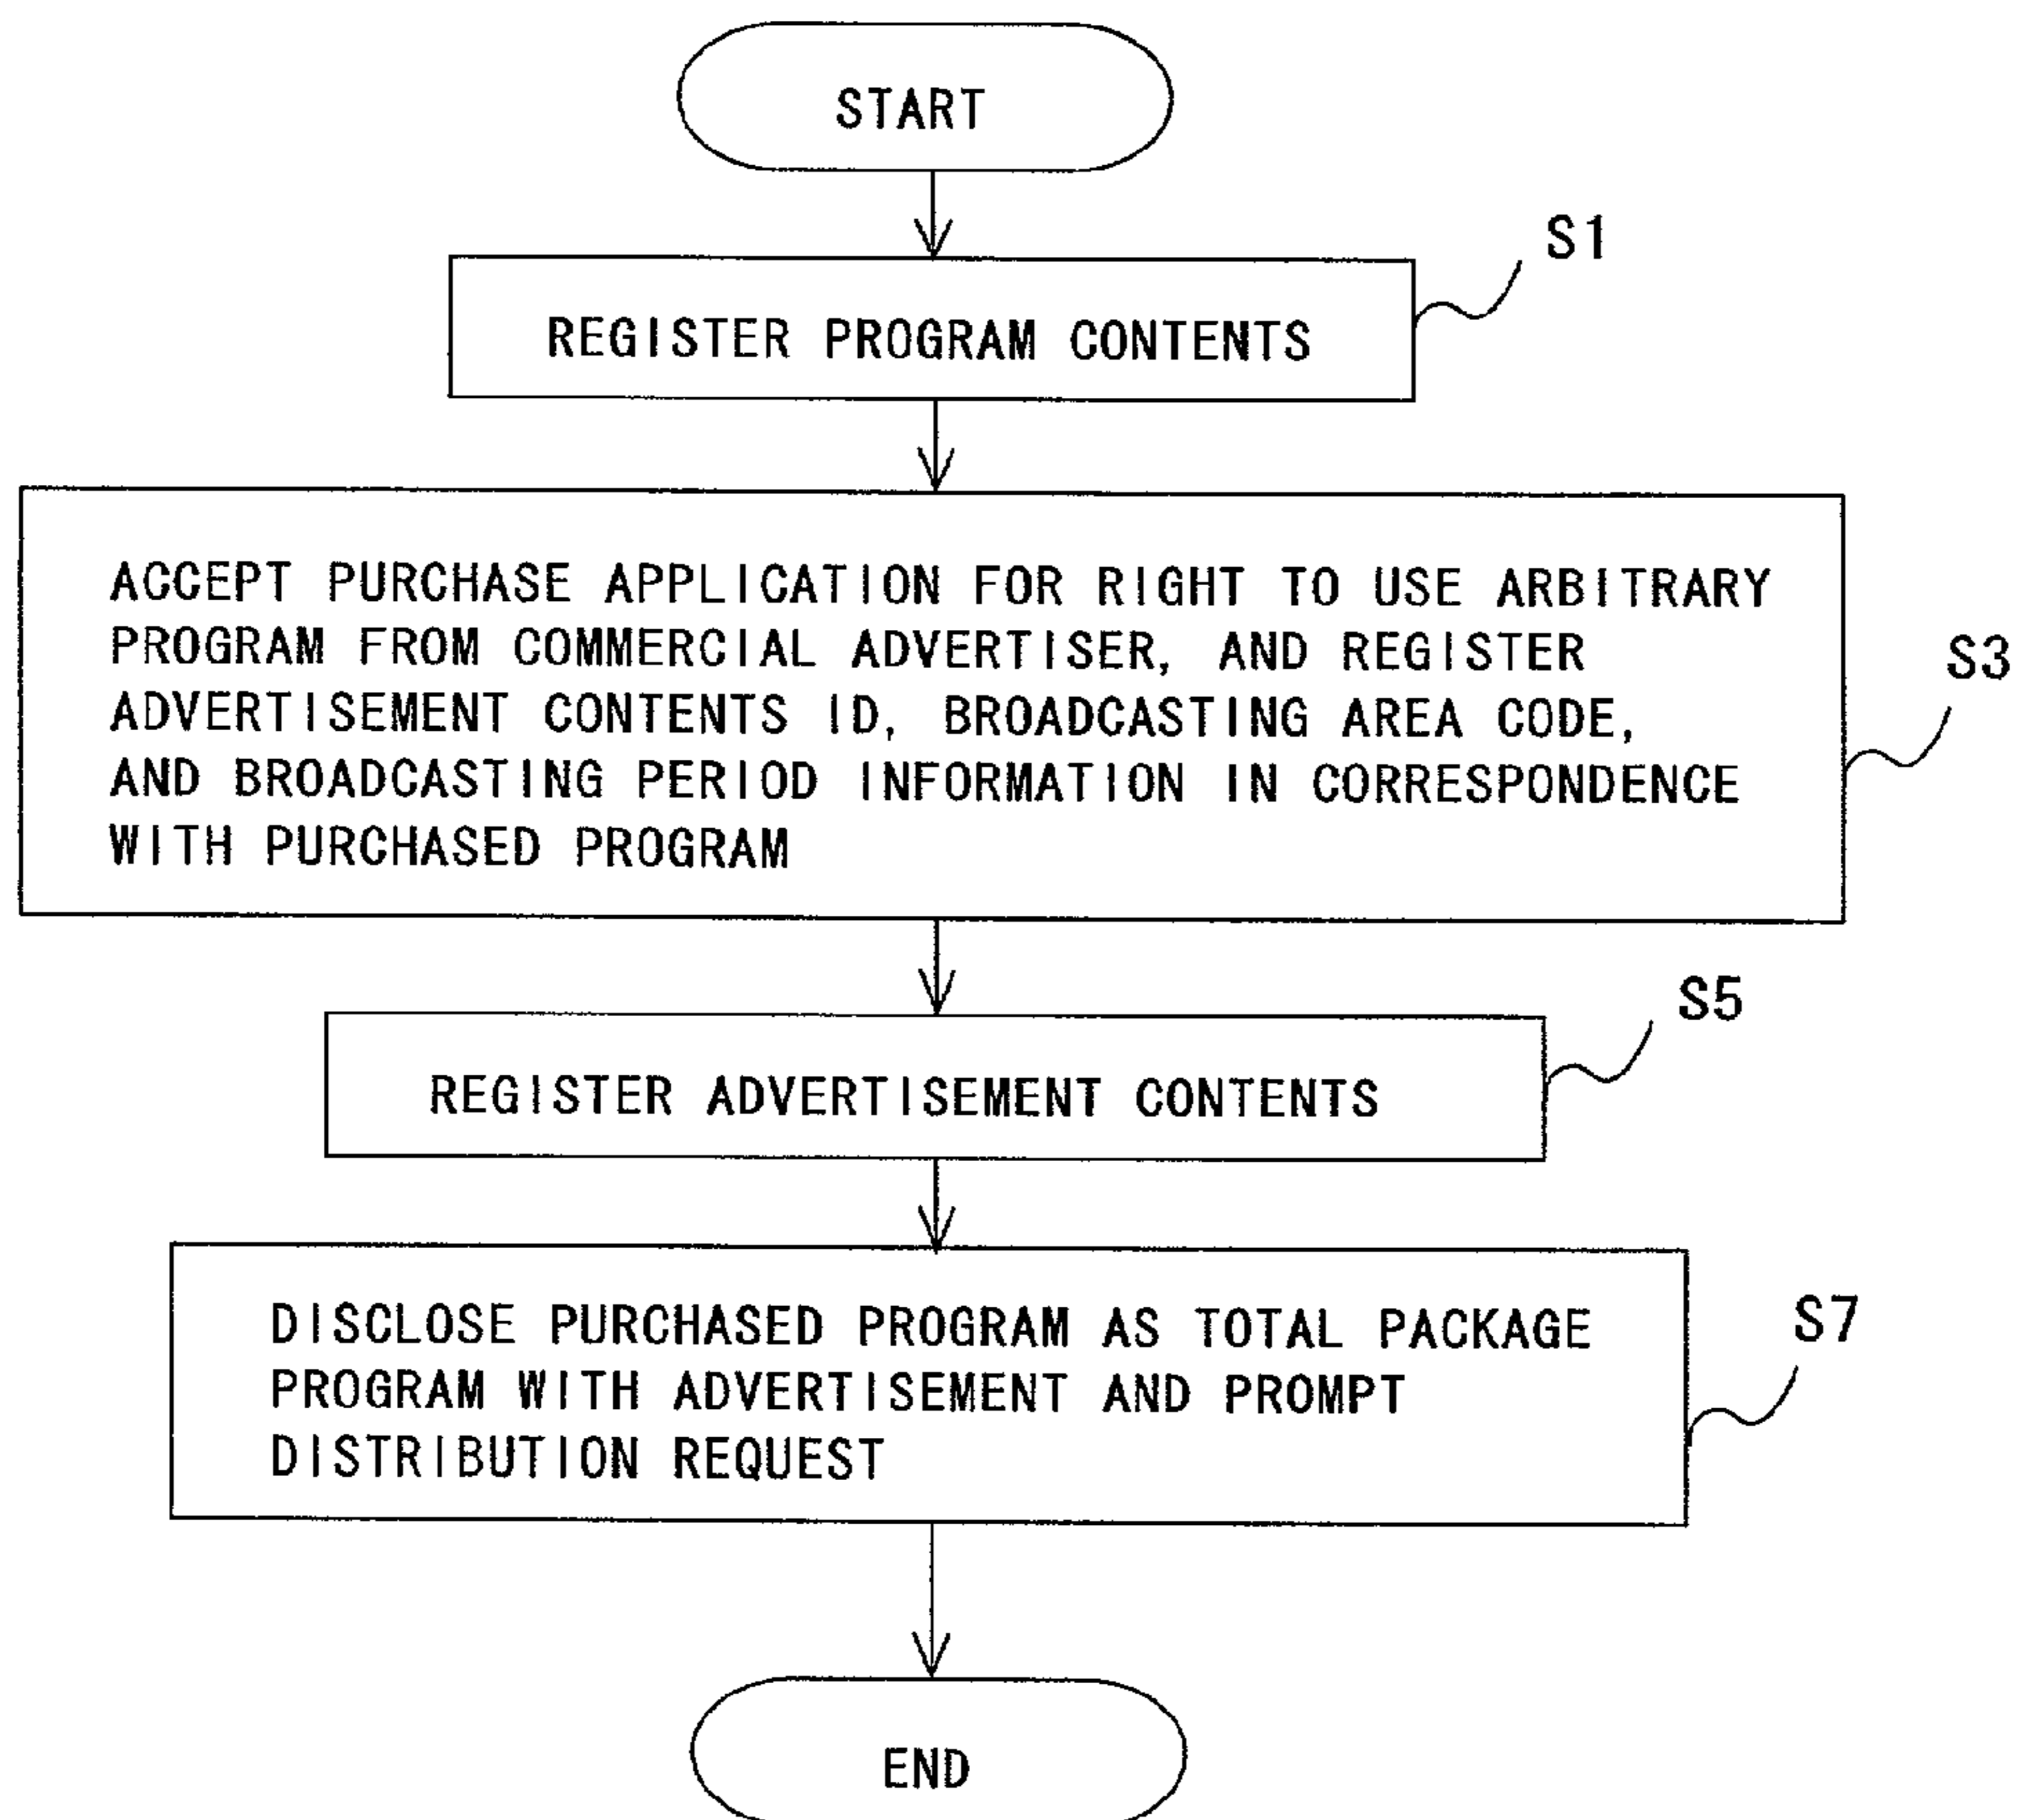 START
S1
REGISTER PROGRAM CONTENTS
ACCEPT PURCHASE APPLICATION FOR RIGHT TO USE ARBITRARY
PROGRAM FROM COMMERCIAL ADVERTISER, AND REGISTER
ADVERTISEMENT CONTENTS ID, BROADCASTING AREA CODE,
AND BROADCASTING PERIOD INFORMATION IN CORRESPONDENCE
WITH PURCHASED PROGRAM
S3
S5
REGISTER ADVERTISEMENT CONTENTS
DISCLOSE PURCHASED PROGRAM AS TOTAL PACKAGE
PROGRAM WITH ADVERTISEMENT AND PROMPT
DISTRIBUTION REQUEST
S7
END